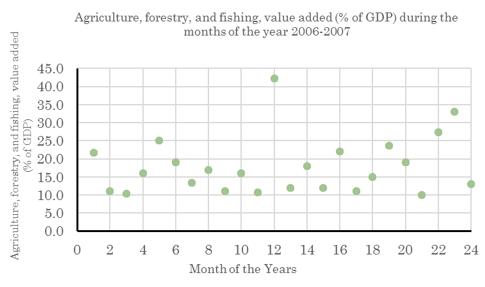 Agriculture, forestry, and fishing, value added (% of GDP) during the
months of the year 2006-2007
Agriculture, forestry, and fishing, value added
(% of GDP)
45.0
40.0
35.0
30.0
25.0
20.0
15.0
10.0
5.0
0.0
0 2 4 6 8 10 12 14 16 18 20 22 24
Month of the Years